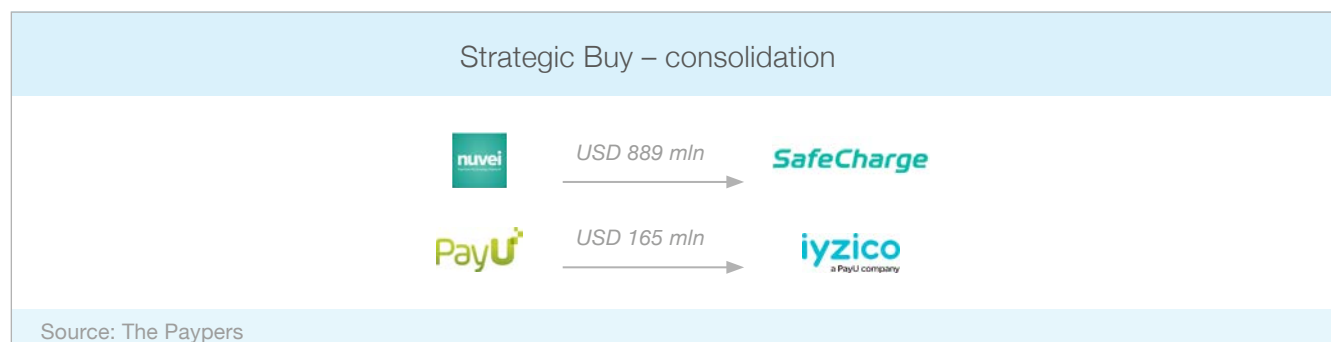 Strategic Buy – consolidation
nuvei
USD 889 mln
SafeCharge
PayU
USD 165 mln
iyzico
a PayU company
Source: The Paypers